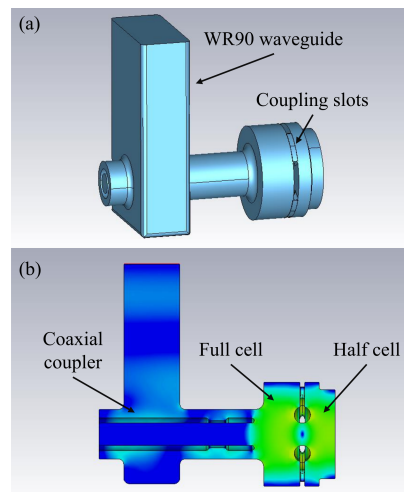 (a)
WR90 waveguide
Coupling slots
(b)
Coaxial
coupler
Full cell
Half cell